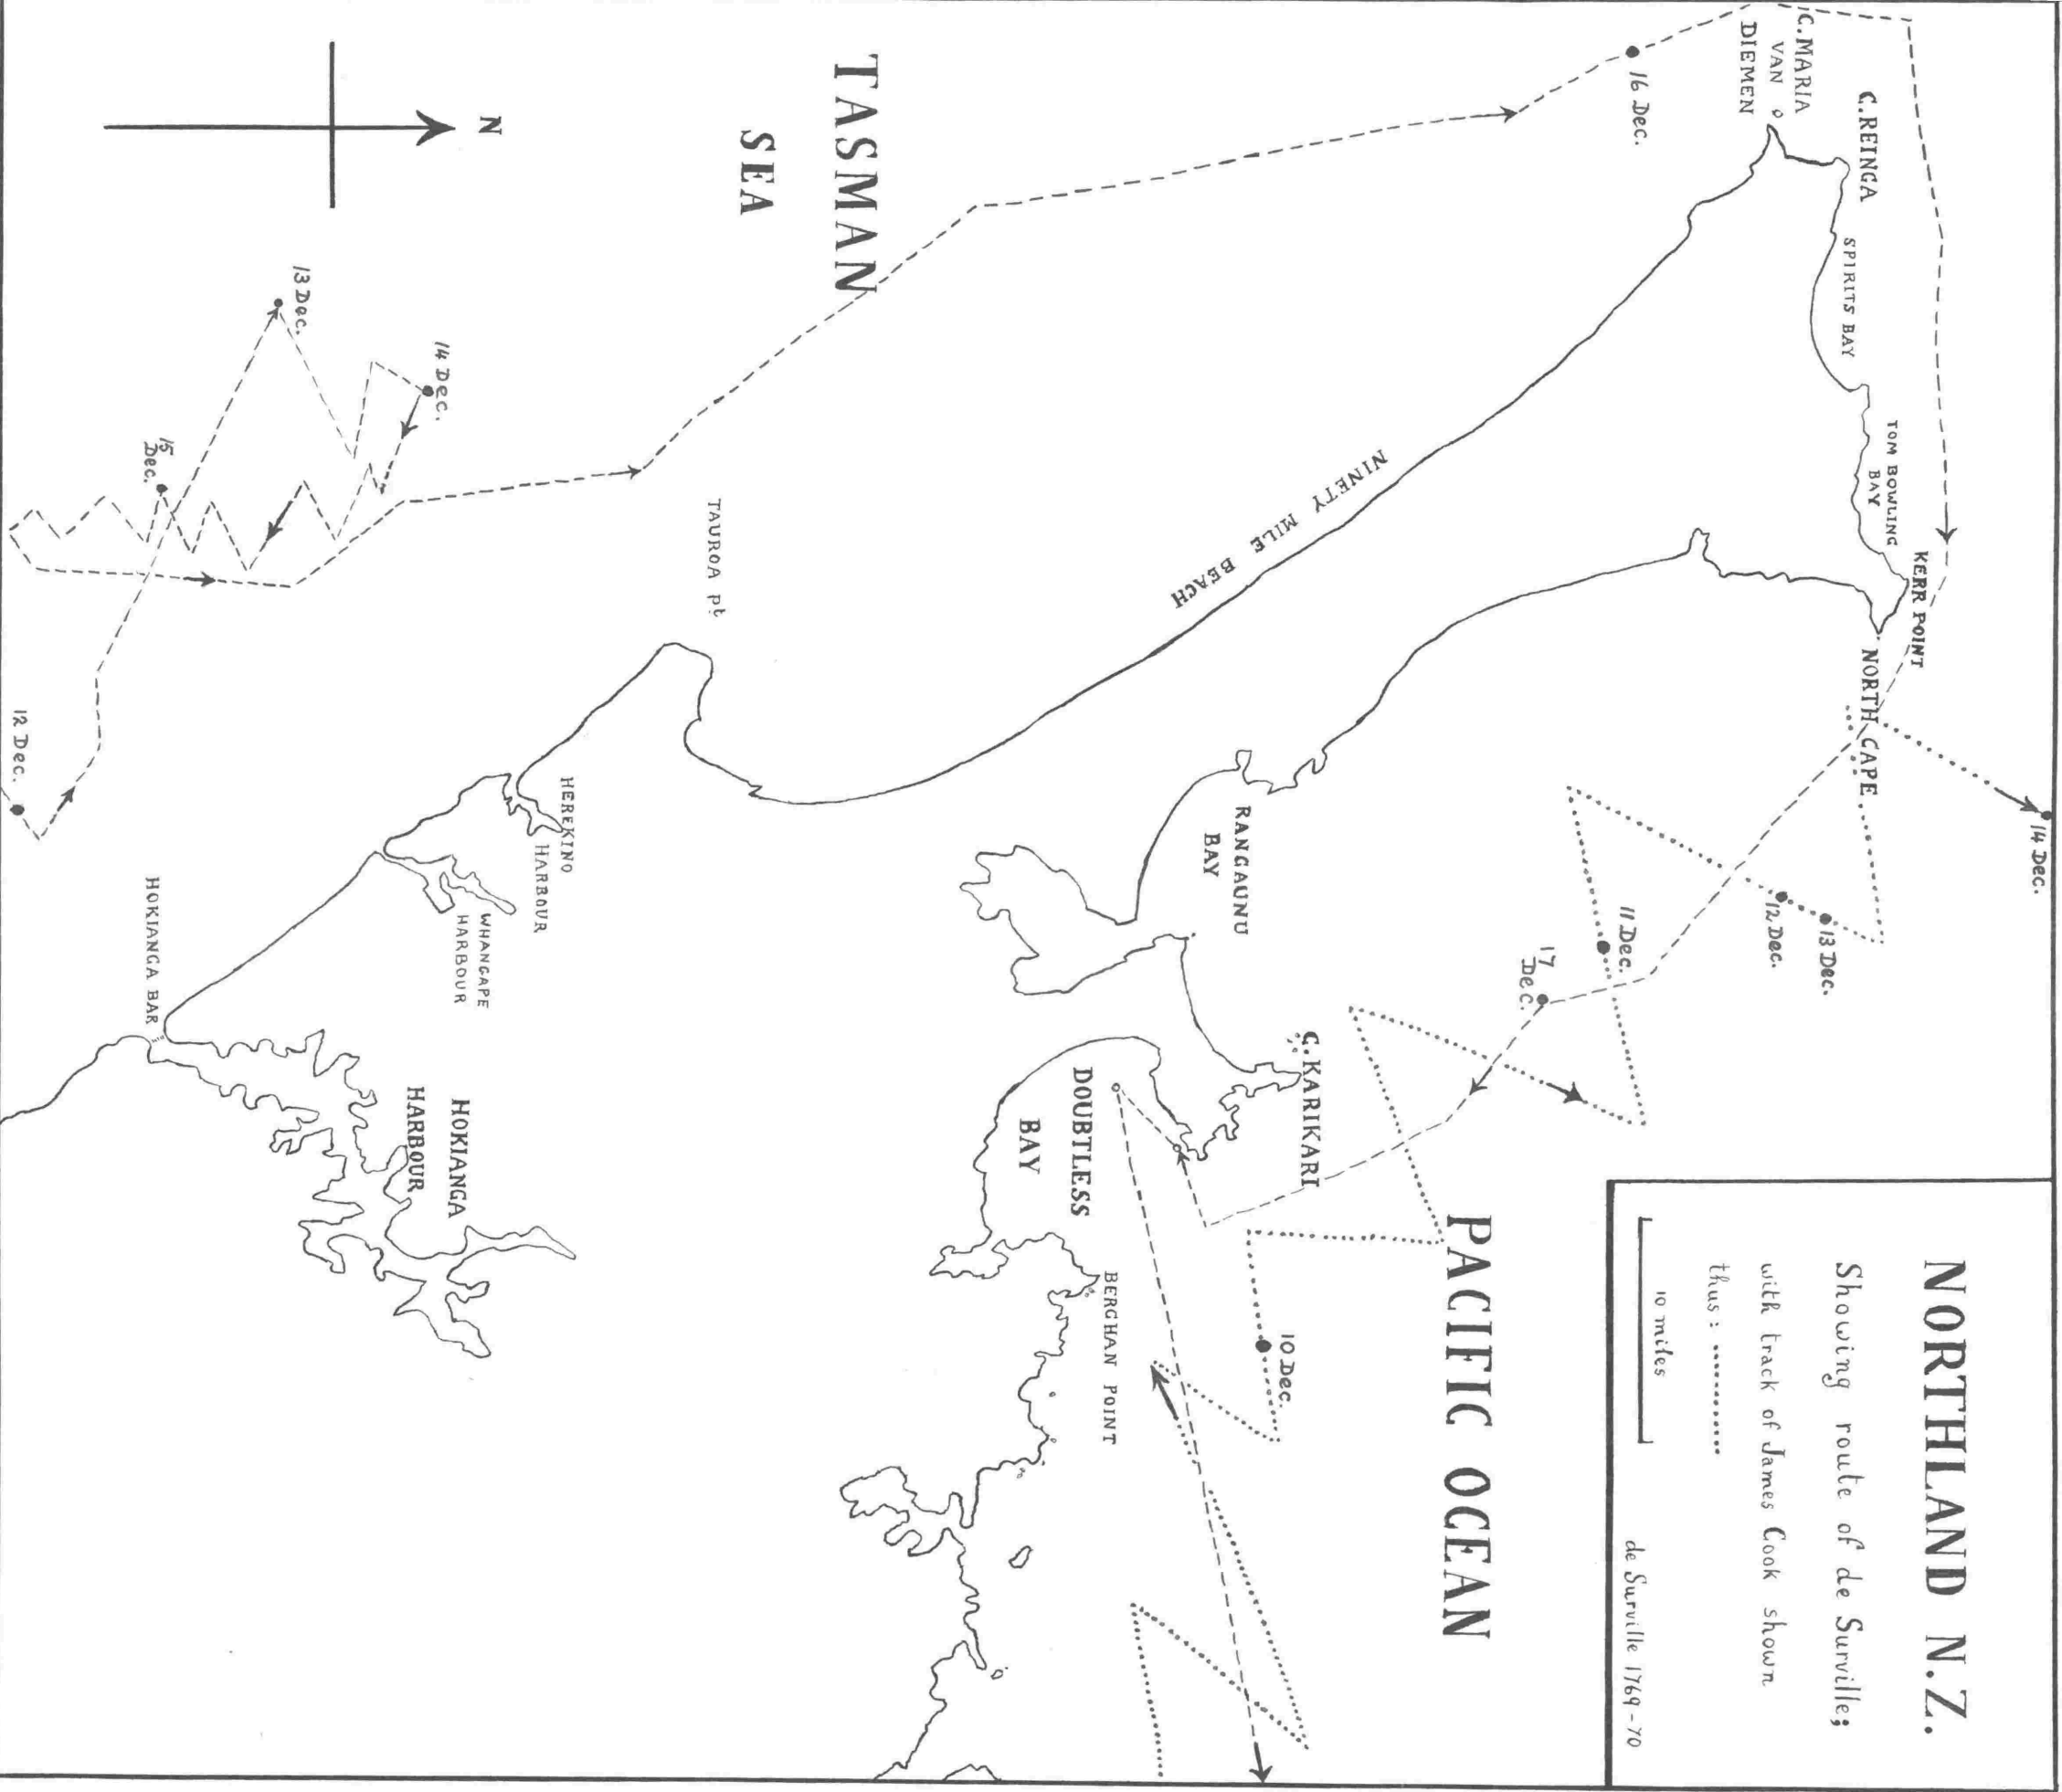 NORTHLAND N.Z.
Showing route of de Surville;
with track of James Cook shown
thus: ............
10 miles
de Surville 1769-70
C. MARIA
VAN
DIEMEN
C. REINGA
SPIRITS BAY
TOM BOWLING
BAY
KERR POINT
NORTH CAPE
14 Dec.
13 Dec.
12 Dec.
11 Dec.
17
Dec.
16 Dec.
NINETY MILE BEACH
RANGAUNU
BAY
C. KARIKARI
PACIFIC OCEAN
10 Dec.
DOUBTLESS
BAY
BERGHAN POINT
TASMAN
SEA
TAUROA pt
HEREKINO
HARBOUR
WHANGAPE
HARBOUR
HOKIANGA
HARBOUR
HOKIANGA BAR
N
14 Dec.
13 Dec.
15
Dec.
12 Dec.